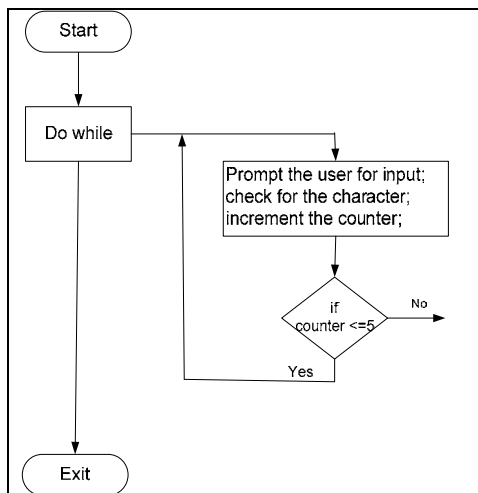 Start
Do while
Prompt the user for input;
check for the character;
increment the counter;
if
counter <=5
No
Yes
Exit